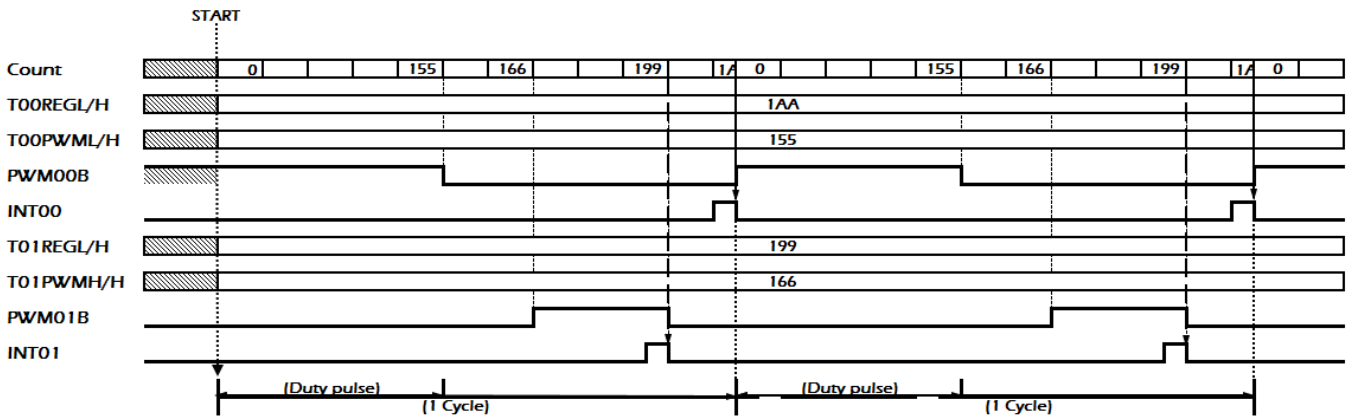 START
Count 0 155 166 199 1A 0 155 166 199 1A 0
T00REGL/H 1AA
T00PWML/H 155
PWM00B
INT00
T01REGL/H 199
T01PWMH/H 166
PWM01B
INT01
(Duty pulse) (Duty pulse)
(1 Cycle) (1 Cycle)